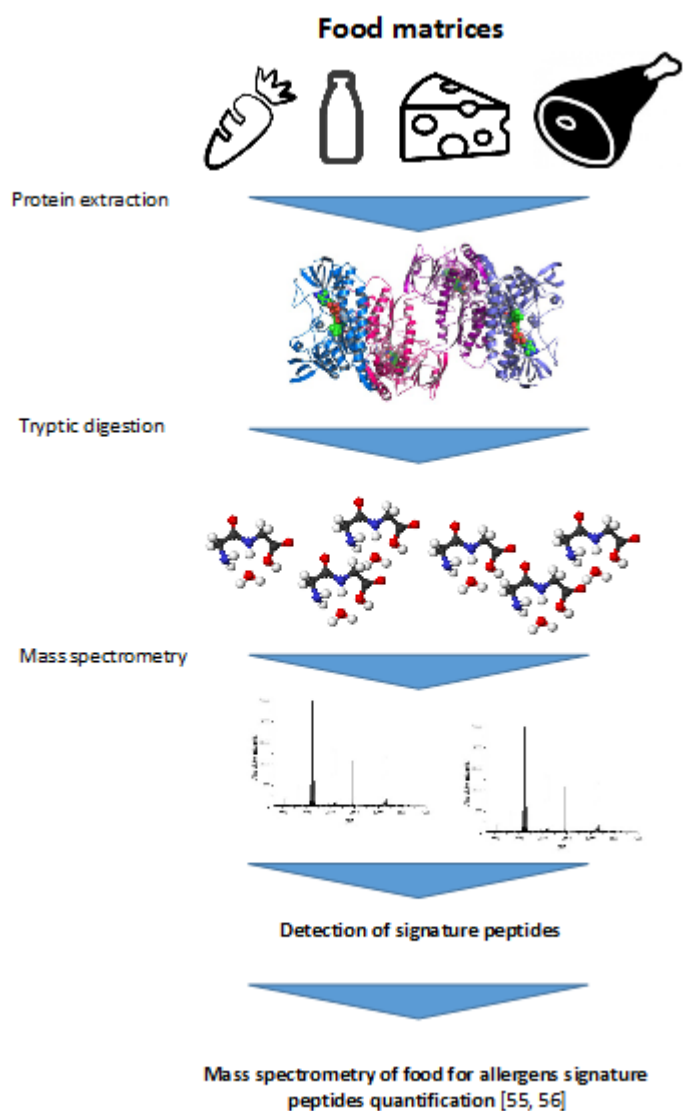 Food matrices
Protein extraction
Tryptic digestion
Mass spectrometry
Detection of signature peptides
Mass spectrometry of food for allergens signature
peptides quantification [55, 56]